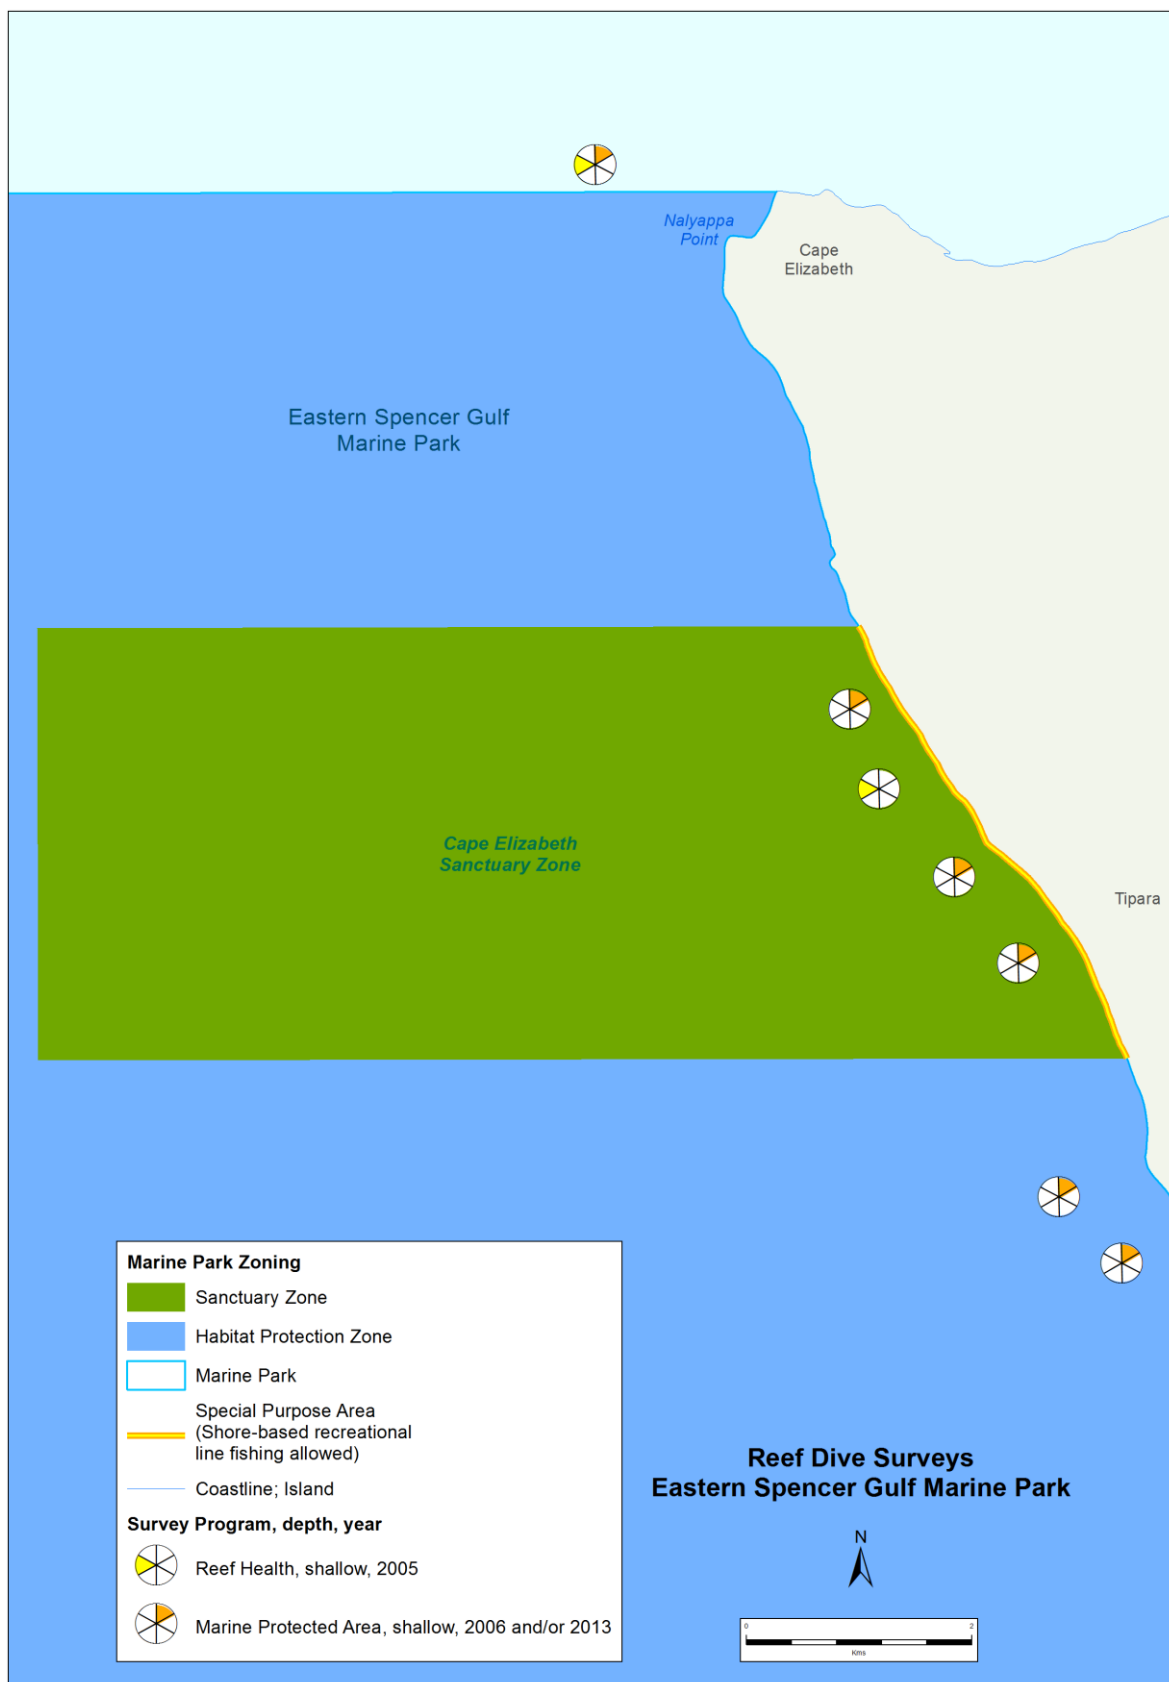 Nalyappa
Point
Cape
Elizabeth
Eastern Spencer Gulf
Marine Park
Cape Elizabeth
Sanctuary Zone
Tipara
Marine Park Zoning
Sanctuary Zone
Habitat Protection Zone
Marine Park
Special Purpose Area
(Shore-based recreational
line fishing allowed)
Coastline; Island
Survey Program, depth, year
Reef Health, shallow, 2005
Marine Protected Area, shallow, 2006 and/or 2013
Reef Dive Surveys
Eastern Spencer Gulf Marine Park
N
0 2
Kms